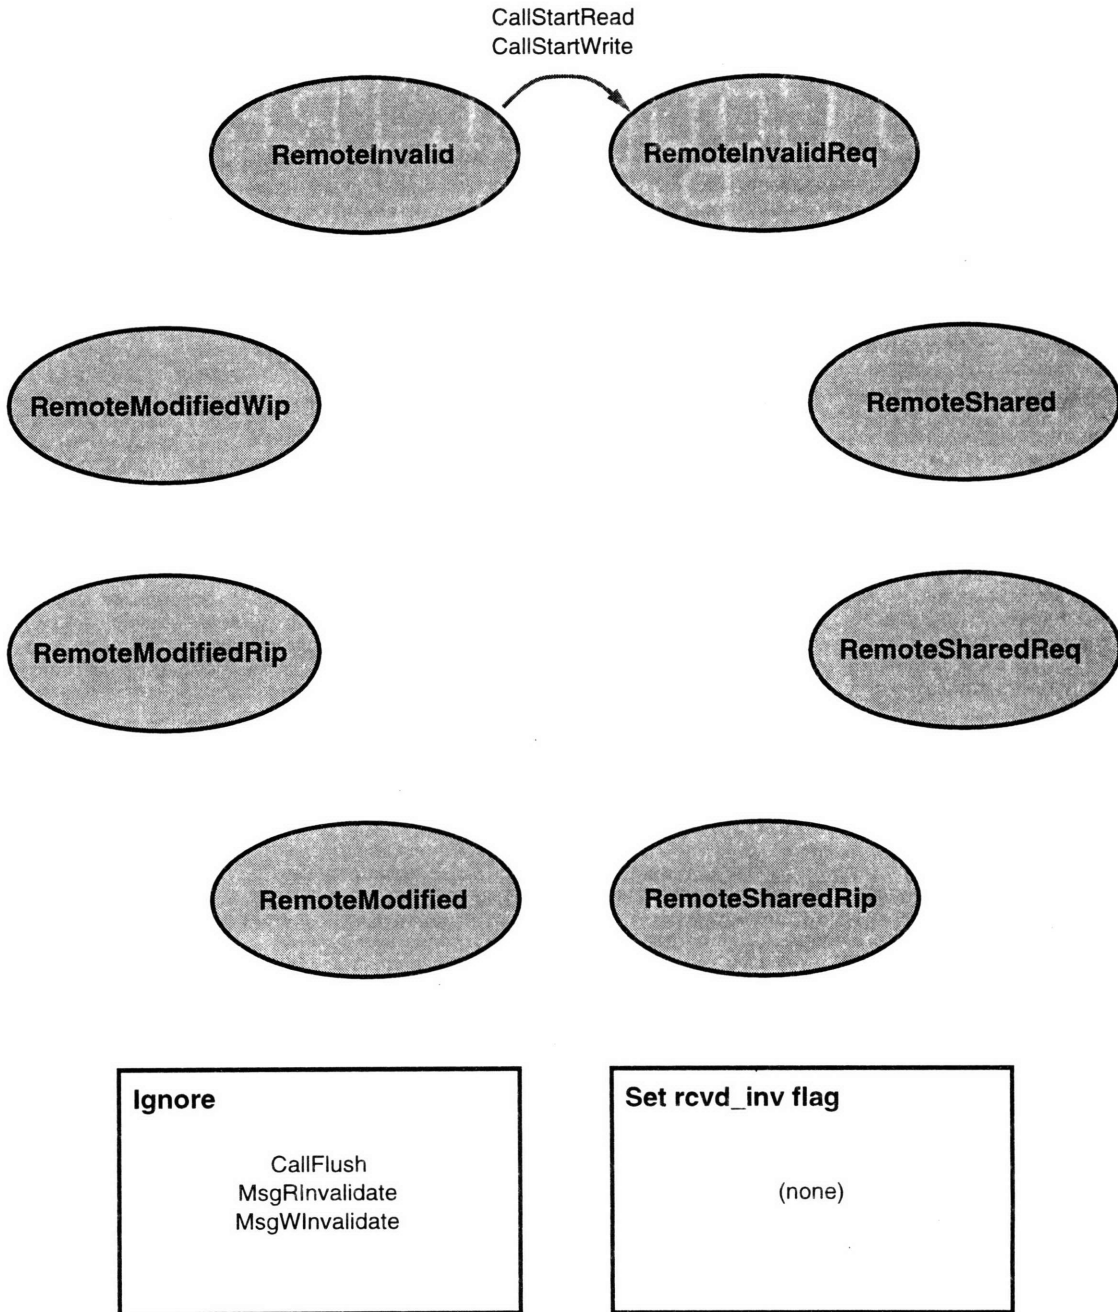 CallStartRead
CallStartWrite
RemoteInvalid
RemoteInvalidReq
RemoteModifiedWip
RemoteShared
RemoteModifiedRip
RemoteSharedReq
RemoteModified
RemoteSharedRip
Ignore
CallFlush
MsgRInvalidate
MsgWInvalidate
Set rcvd_inv flag
(none)